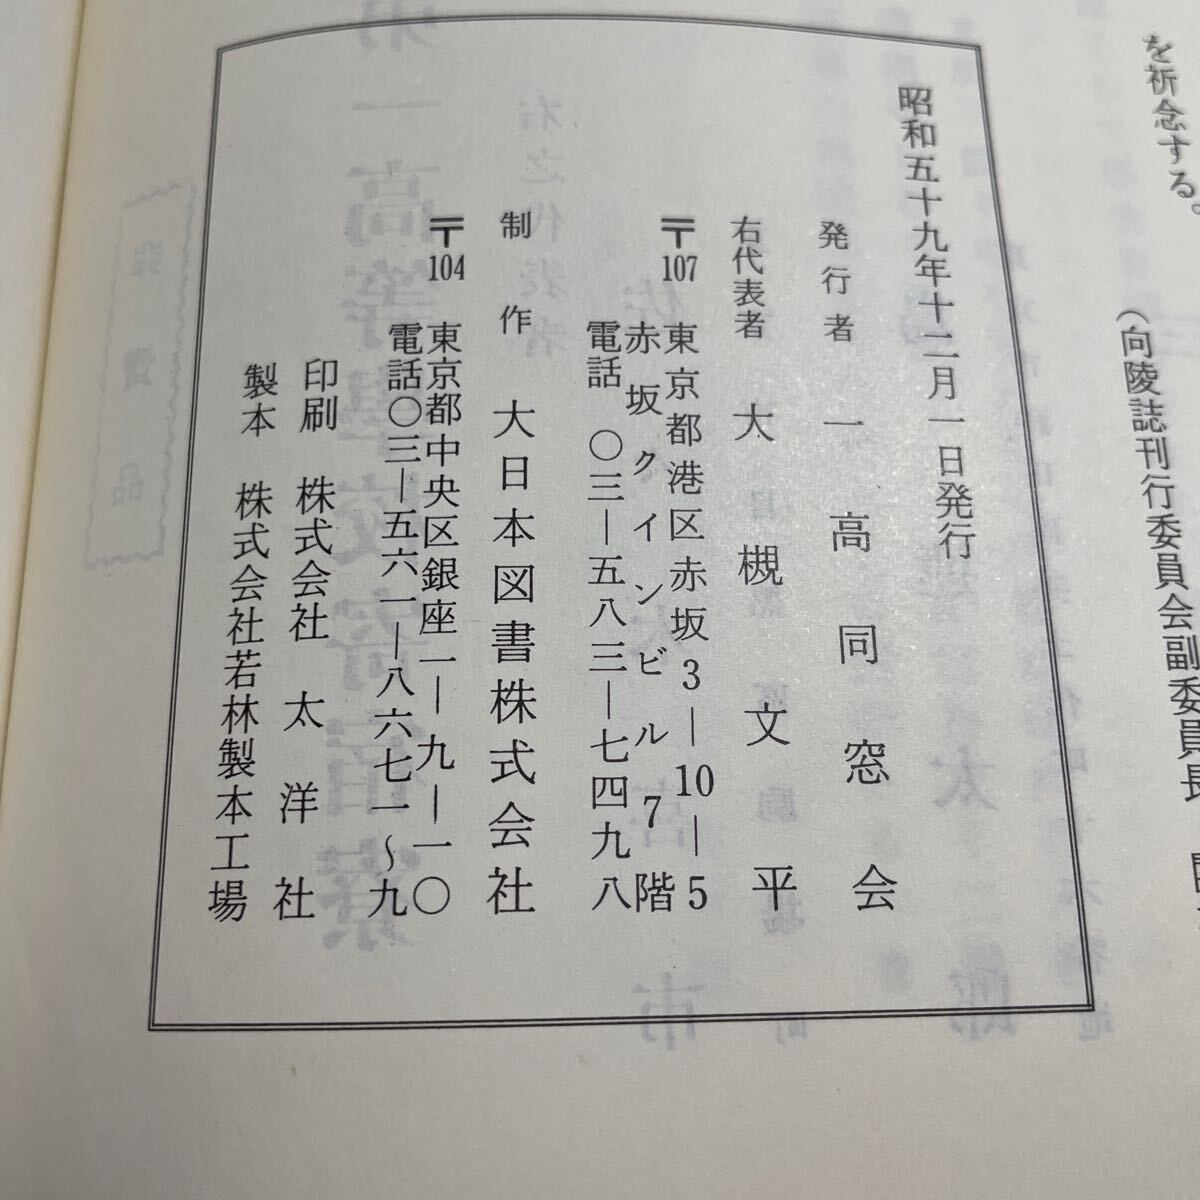 を祈念する。
（向陵誌刊行委員会副委員長
昭和五十九年十二月一日発行
発行者 一高同窓会
右代表者 大槻文平
〒107 東京都港区赤坂3―10―5
赤坂クインビル7階
電話 〇三―五八三―七四九八
制作 大日本図書株式会社
〒104 東京都中央区銀座一―九―一〇
電話〇三―五六一―八六七一〜九
印刷 株式会社 太洋社
製本 株式会社若林製本工場